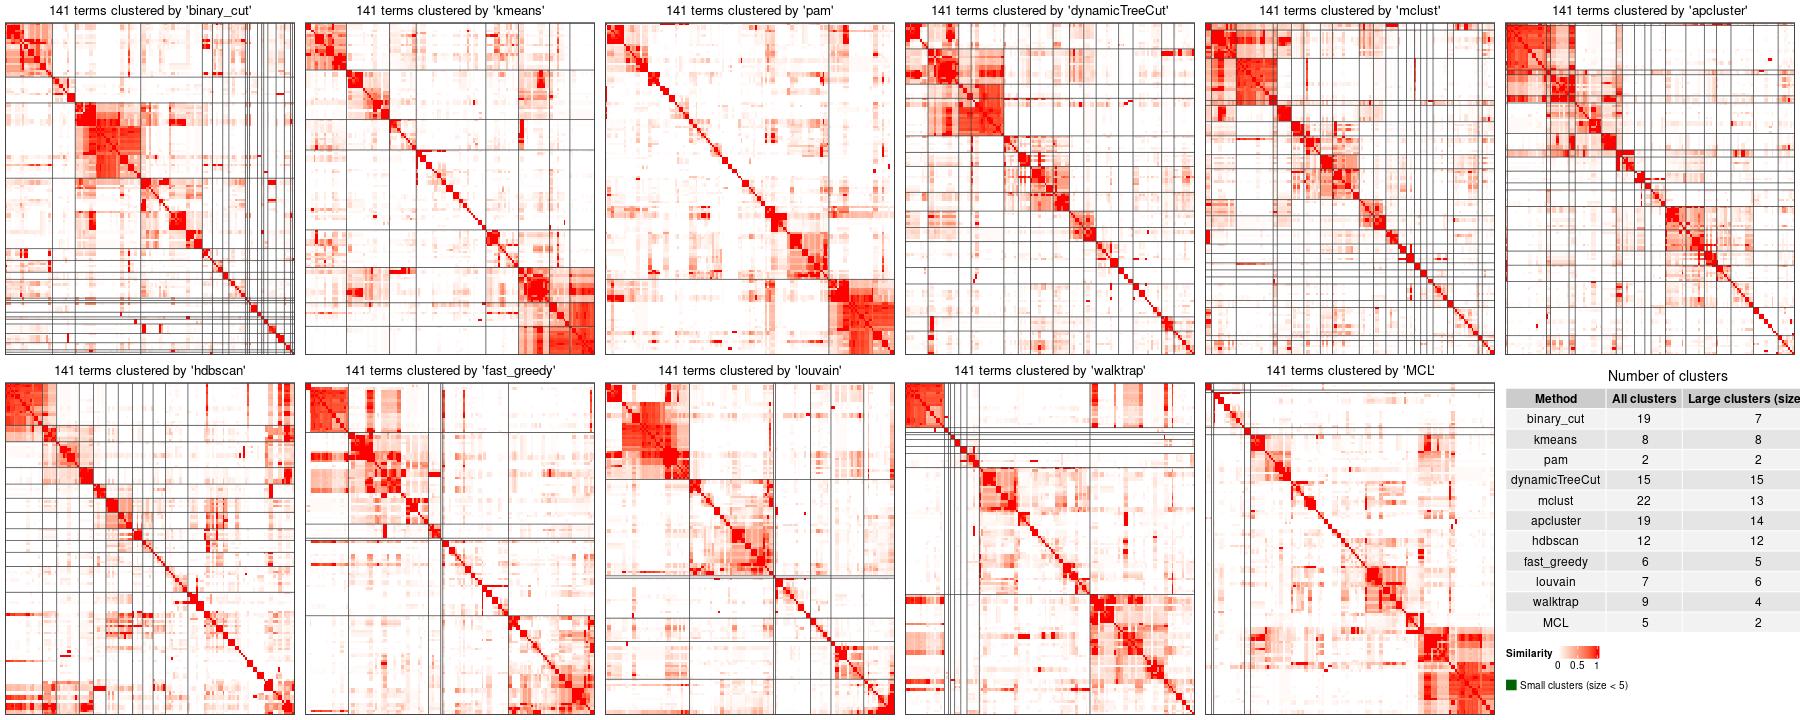 141 terms clustered by 'binary_cut'
141 terms clustered by 'kmeans'
141 terms clustered by 'pam'
141 terms clustered by 'dynamicTreeCut'
141 terms clustered by 'mclust'
141 terms clustered by 'apcluster'
141 terms clustered by 'hdbscan'
141 terms clustered by 'fast_greedy'
141 terms clustered by 'louvain'
141 terms clustered by 'walktrap'
141 terms clustered by 'MCL'
Number of clusters
Method All clusters Large clusters (size
binary_cut 19 7
kmeans 8 8
pam 2 2
dynamicTreeCut 15 15
mclust 22 13
apcluster 19 14
hdbscan 12 12
fast_greedy 6 5
louvain 7 6
walktrap 9 4
MCL 5 2
Similarity
0 0.5 1
Small clusters (size < 5)